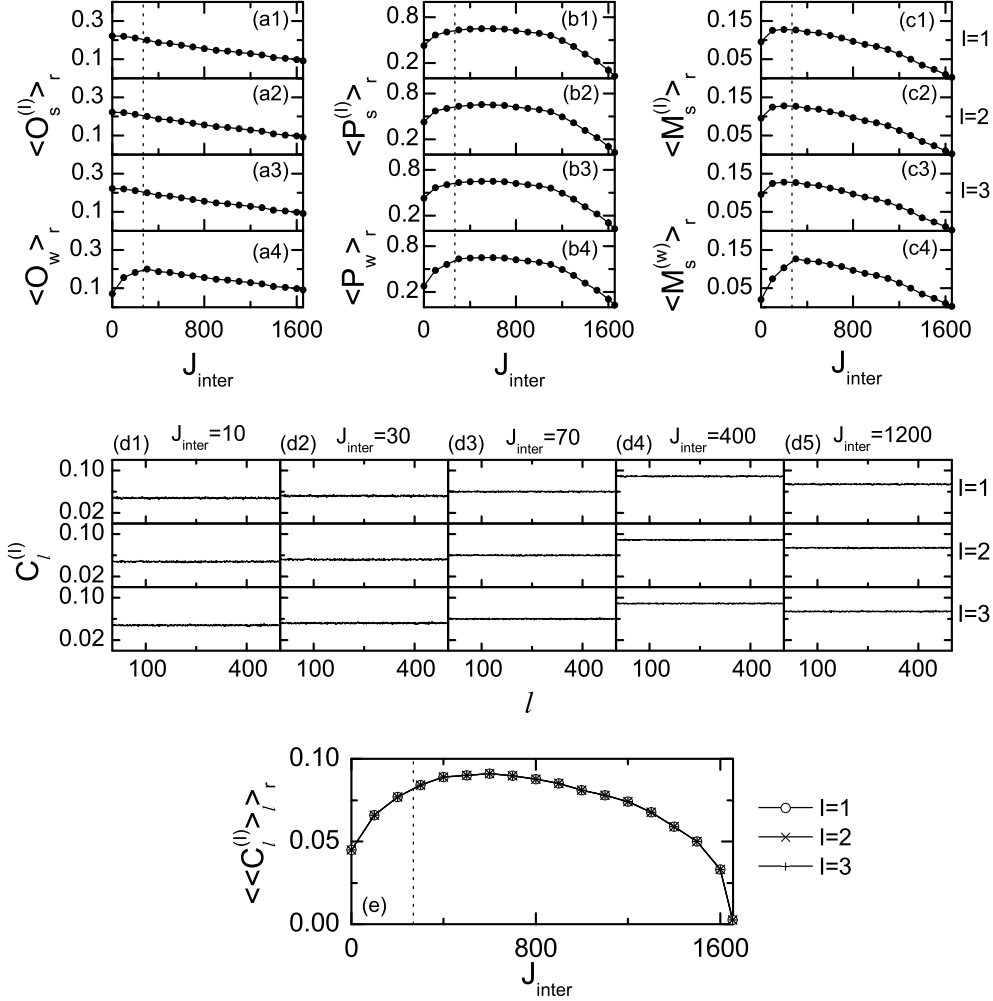 0.3 (a1) 0.8 (b1) 0.15 (c1) I=1
0.1 0.2 0.05
0.3 (a2) 0.8 (b2) 0.15 (c2) I=2
0.1 0.2 0.05
0.3 (a3) 0.8 (b3) 0.15 (c3) I=3
0.1 0.2 0.05
0.3 (a4) 0.8 (b4) 0.15 (c4)
0.1 0.2 0.05
<O_s^(I)>_r <P_s^(I)>_r <M_s^(I)>_r
<O_w>_r <P_w>_r <M_s^(w)>_r
0 800 1600 0 800 1600 0 800 1600
J_inter J_inter J_inter
(d1) J_inter=10 (d2) J_inter=30 (d3) J_inter=70 (d4) J_inter=400 (d5) J_inter=1200
0.10 I=1
0.02
0.10 I=2
0.02
0.10 I=3
0.02
C_l^(I)
100 400 100 400 100 400 100 400 100 400
l
0.10
0.05
0.00
<<C_l^(I)>_l>_r
(e)
I=1
I=2
I=3
0 800 1600
J_inter